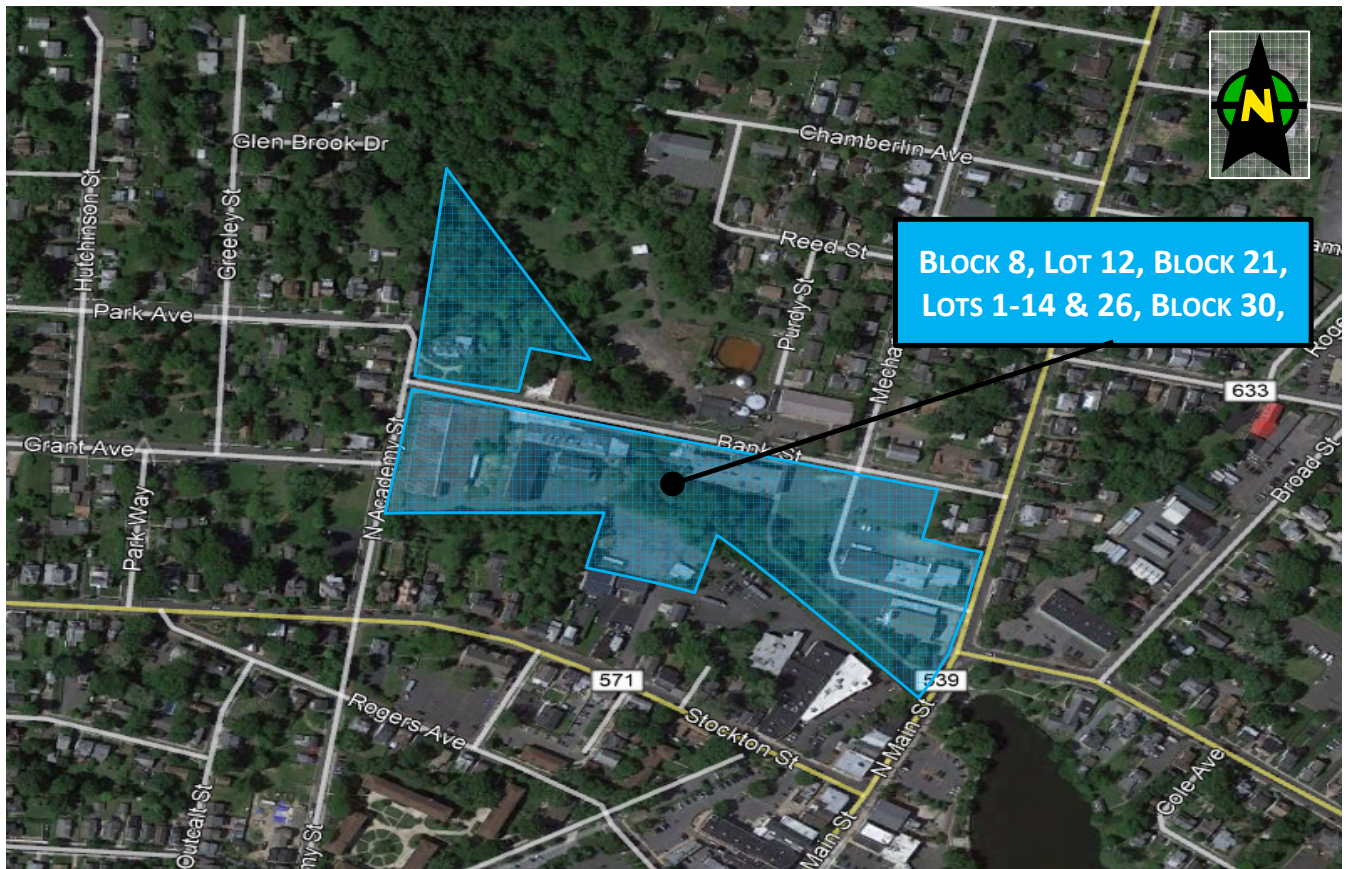 N
Chamberlin Ave
Glen Brook Dr
Hutchinson St
Greeley St
Reed St
BLOCK 8, LOT 12, BLOCK 21,
LOTS 1-14 & 26, BLOCK 30,
Park Ave
Purdy St
633
Grant Ave
N Academy St
Bank St
Broad St
Park Way
571
539
Rogers Ave
Stockton St
N Main St
Cole Ave
Outcalt St
Main St